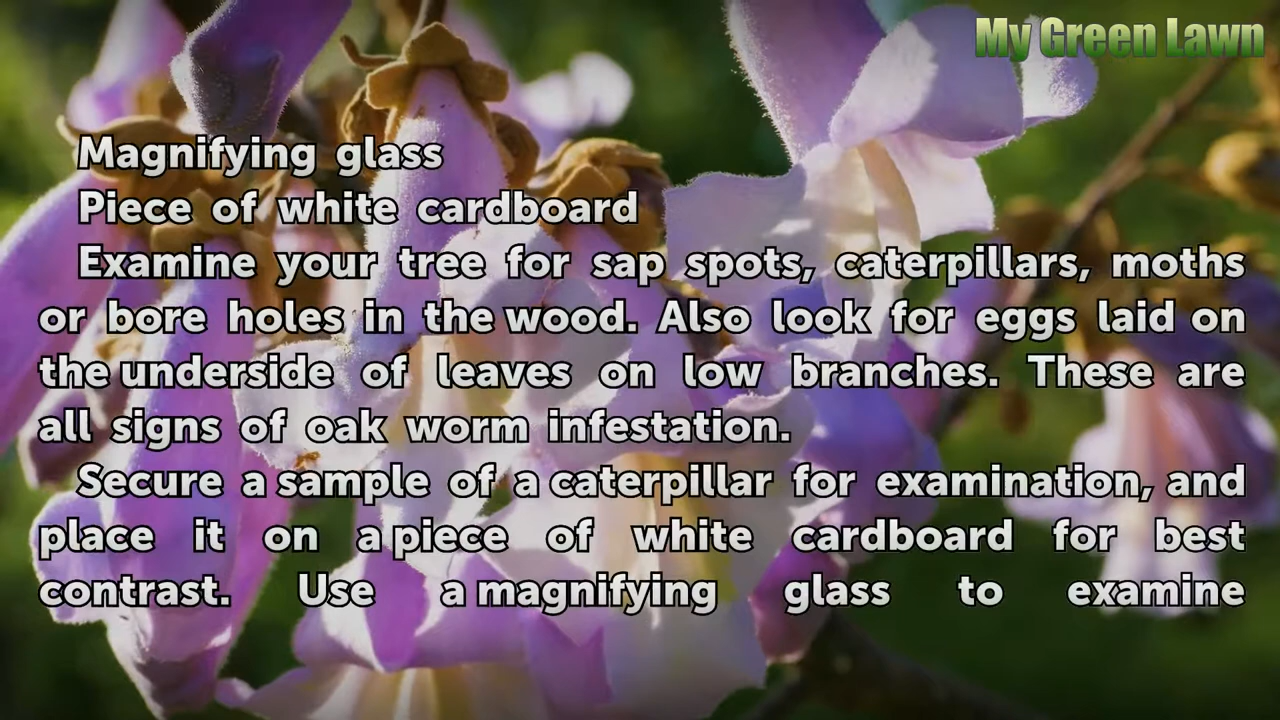 My Green Lawn
Magnifying glass
Piece of white cardboard
Examine your tree for sap spots, caterpillars, moths
or bore holes in the wood. Also look for eggs laid on
the underside of leaves on low branches. These are
all signs of oak worm infestation.
Secure a sample of a caterpillar for examination, and
place it on a piece of white cardboard for best
contrast. Use a magnifying glass to examine